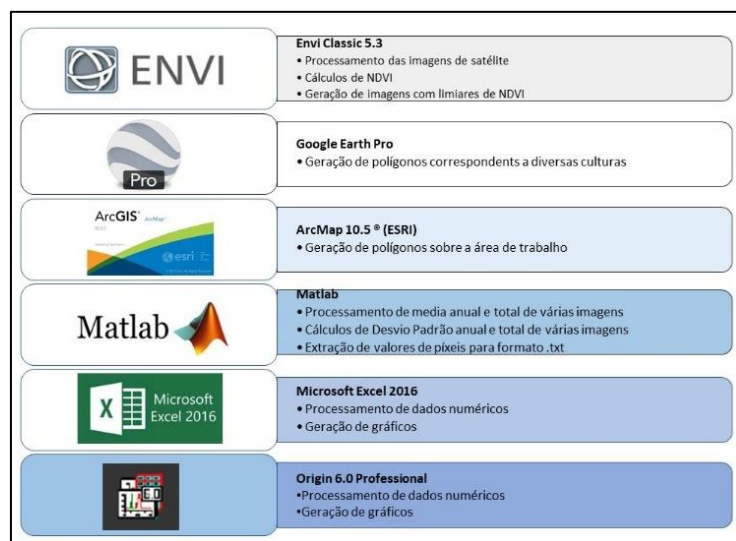 ENVI
Envi Classic 5.3
• Processamento das imagens de satélite
• Cálculos de NDVI
• Geração de imagens com limiares de NDVI
Pro
Google Earth Pro
• Geração de polígonos correspondents a diversas culturas
ArcGIS® ArcMap™
esri
ArcMap 10.5 ® (ESRI)
• Geração de polígonos sobre a área de trabalho
Matlab
Matlab
• Processamento de media anual e total de várias imagens
• Cálculos de Desvio Padrão anual e total de várias imagens
• Extração de valores de píxeis para formato .txt
X
Microsoft
Excel 2016
Microsoft Excel 2016
• Processamento de dados numéricos
• Geração de gráficos
6.0
Origin 6.0 Professional
•Processamento de dados numéricos
•Geração de gráficos